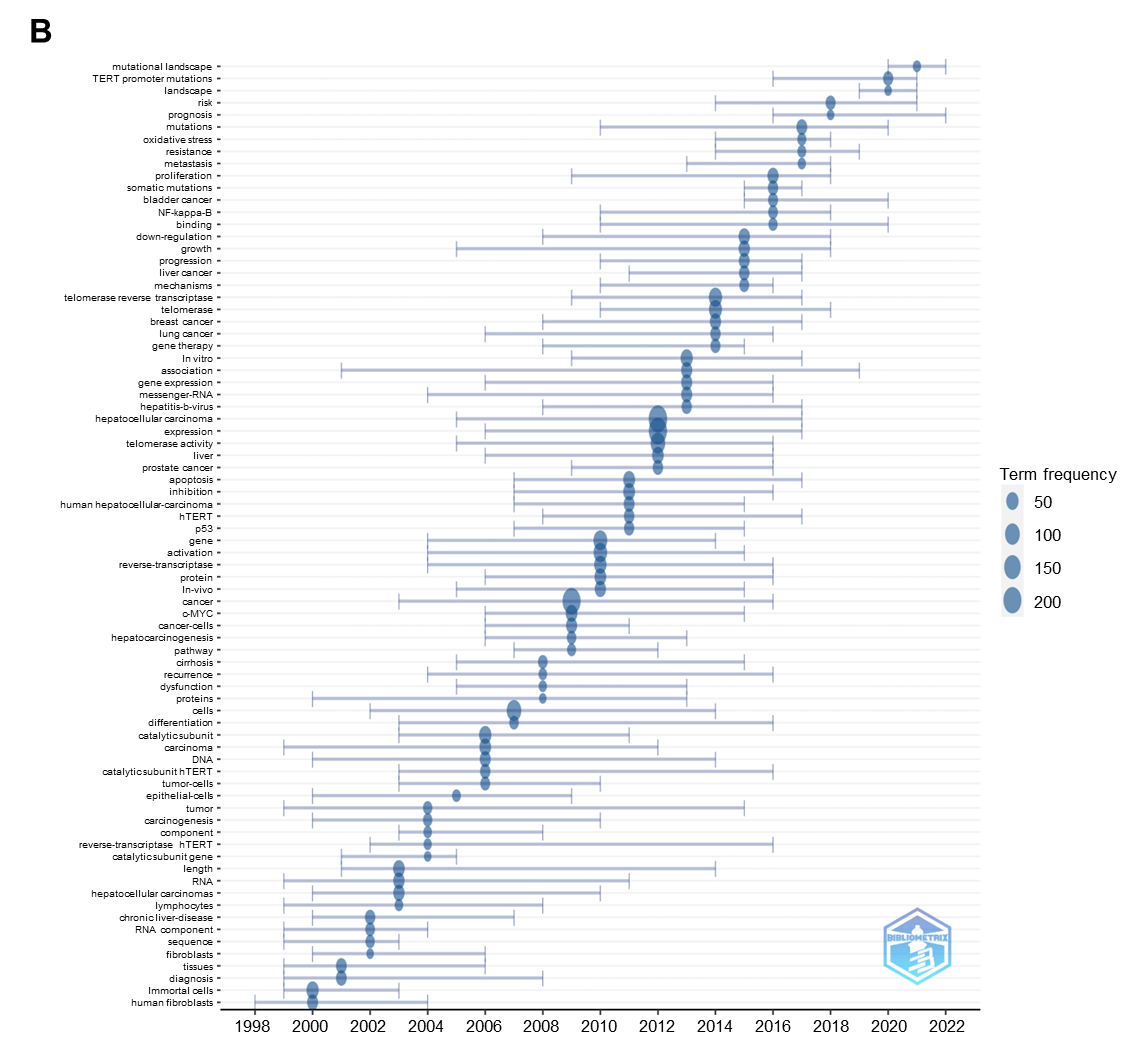 B
mutational landscape
TERT promoter mutations
landscape
risk
prognosis
mutations
oxidative stress
resistance
metastasis
proliferation
somatic mutations
bladder cancer
NF-kappa-B
binding
down-regulation
growth
progression
liver cancer
mechanisms
telomerase reverse transcriptase
telomerase
breast cancer
lung cancer
gene therapy
In vitro
association
gene expression
messenger-RNA
hepatitis-b-virus
hepatocellular carcinoma
expression
telomerase activity
liver
prostate cancer
apoptosis
inhibition
human hepatocellular-carcinoma
hTERT
p53
gene
activation
reverse-transcriptase
protein
In-vivo
cancer
c-MYC
cancer-cells
hepatocarcinogenesis
pathway
cirrhosis
recurrence
dysfunction
proteins
cells
differentiation
catalytic subunit
carcinoma
DNA
catalytic subunit hTERT
tumor-cells
epithelial-cells
tumor
carcinogenesis
component
reverse-transcriptase hTERT
catalytic subunit gene
length
RNA
hepatocellular carcinomas
lymphocytes
chronic liver-disease
RNA component
sequence
fibroblasts
tissues
diagnosis
Immortal cells
human fibroblasts
1998 2000 2002 2004 2006 2008 2010 2012 2014 2016 2018 2020 2022
Term frequency
50
100
150
200
BIBLIOMETRIX